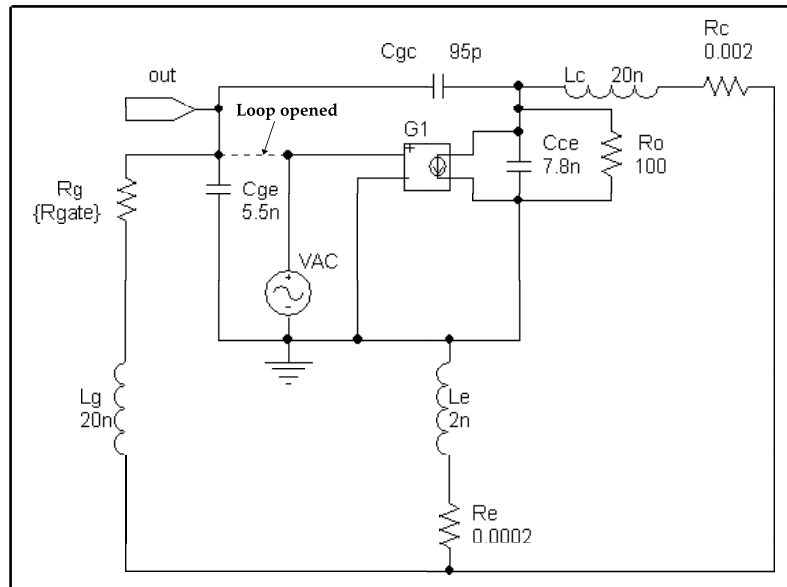 Rc
0.002
Cgc 95p
Lc 20n
out
Loop opened
G1
Cce
7.8n
Ro
100
Rg
{Rgate}
Cge
5.5n
VAC
Lg
20n
Le
2n
Re
0.0002